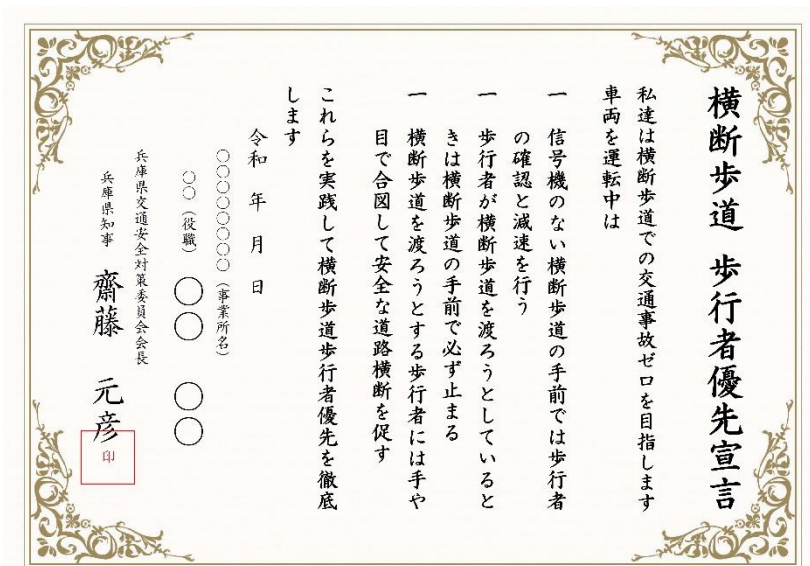 横断歩道 歩行者優先宣言
私達は横断歩道での交通事故ゼロを目指します
車両を運転中は
一 信号機のない横断歩道の手前では歩行者
の確認と減速を行う
一 歩行者が横断歩道を渡ろうとしていると
きは横断歩道の手前で必ず止まる
一 横断歩道を渡ろうとする歩行者には手や
目で合図して安全な道路横断を促す
これらを実践して横断歩道歩行者優先を徹底
します
令和 年 月 日
○○○○○○○(事業所名)
○○(役職) ○○ ○○
兵庫県交通安全対策委員会会長
兵庫県知事 齋藤 元彦
印